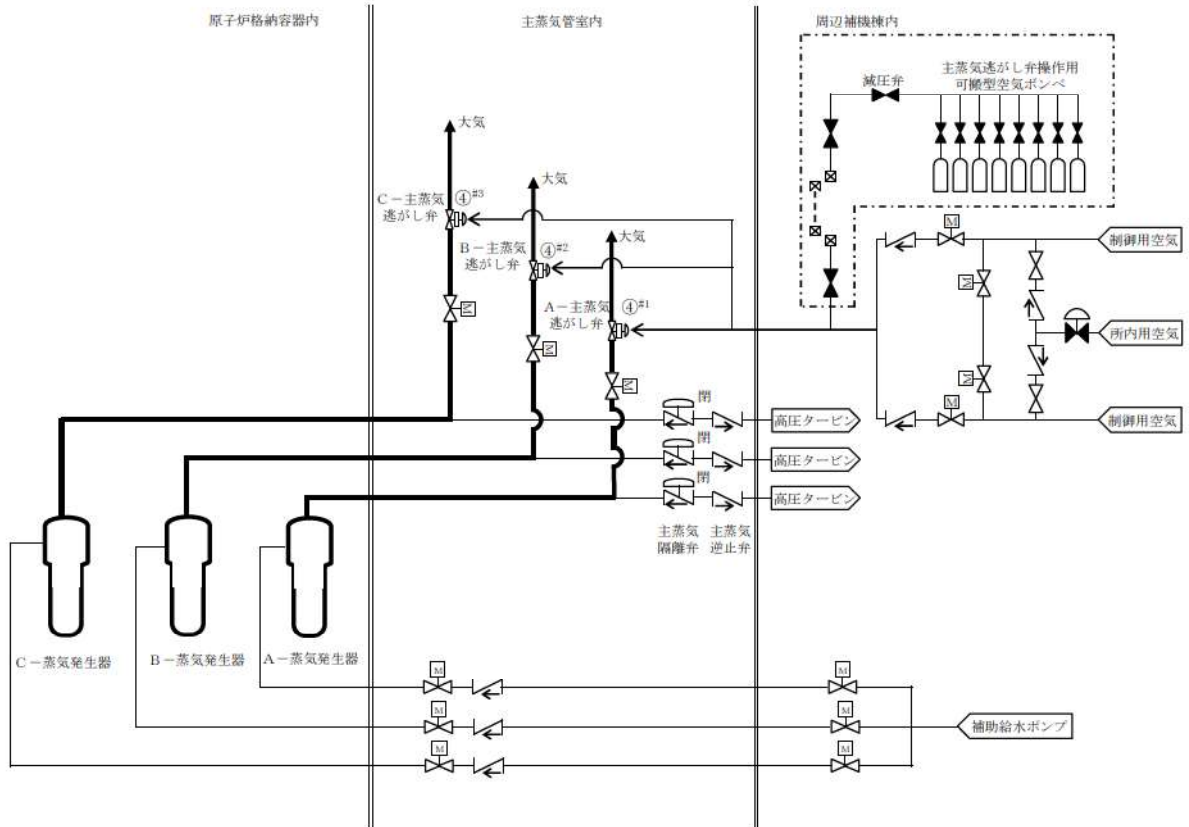 原子炉格納容器内
主蒸気管室内
周辺補機棟内
主蒸気逃がし弁操作用
可搬型空気ボンベ
減圧弁
大気
C-主蒸気
逃がし弁
④#3
大気
B-主蒸気
逃がし弁
④#2
大気
A-主蒸気
逃がし弁
④#1
M
制御用空気
M
M
所内用空気
M
M
制御用空気
M
M
M
閉
高圧タービン
閉
高圧タービン
閉
高圧タービン
主蒸気
隔離弁
主蒸気
逆止弁
C-蒸気発生器
B-蒸気発生器
A-蒸気発生器
M
M
M
M
補助給水ポンプ
M
M